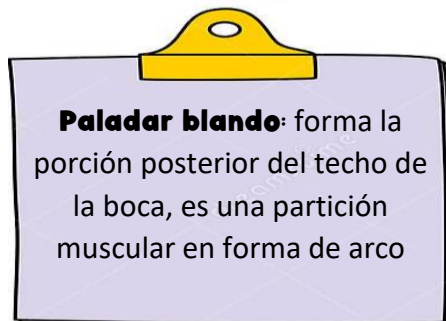 Paladar blando: forma la
porción posterior del techo de
la boca, es una partición
muscular en forma de arco